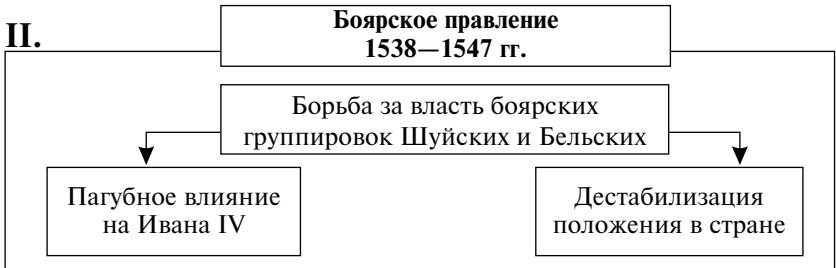 II.
Боярское правление
1538—1547 гг.
Борьба за власть боярских
группировок Шуйских и Бельских
Пагубное влияние
на Ивана IV
Дестабилизация
положения в стране